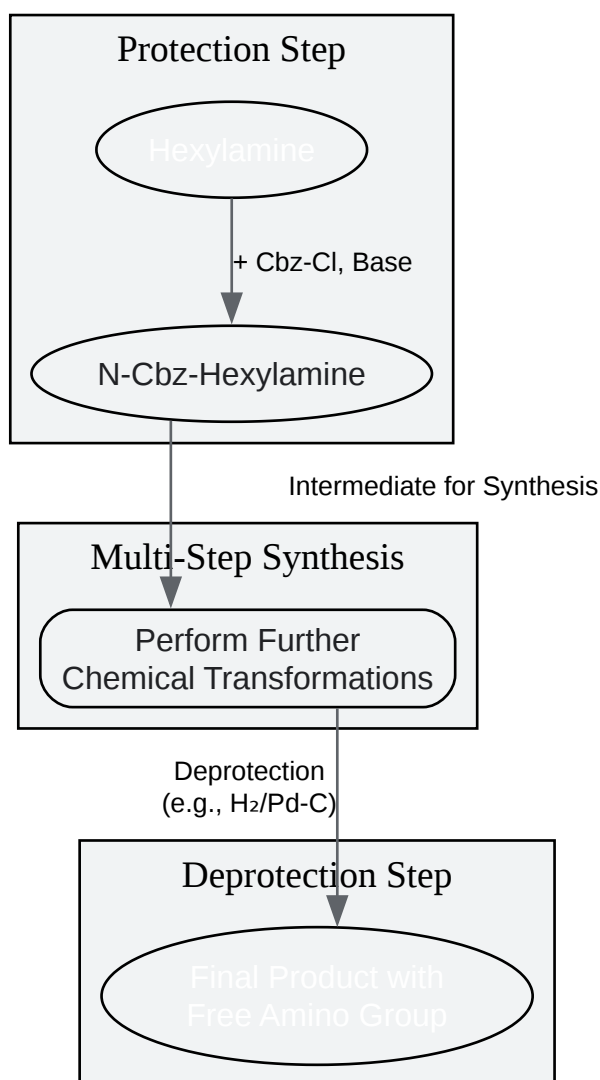 Protection Step
Hexylamine
+ Cbz-Cl, Base
N-Cbz-Hexylamine
Intermediate for Synthesis
Multi-Step Synthesis
Perform Further
Chemical Transformations
Deprotection
(e.g., H₂/Pd-C)
Deprotection Step
Final Product with
Free Amino Group